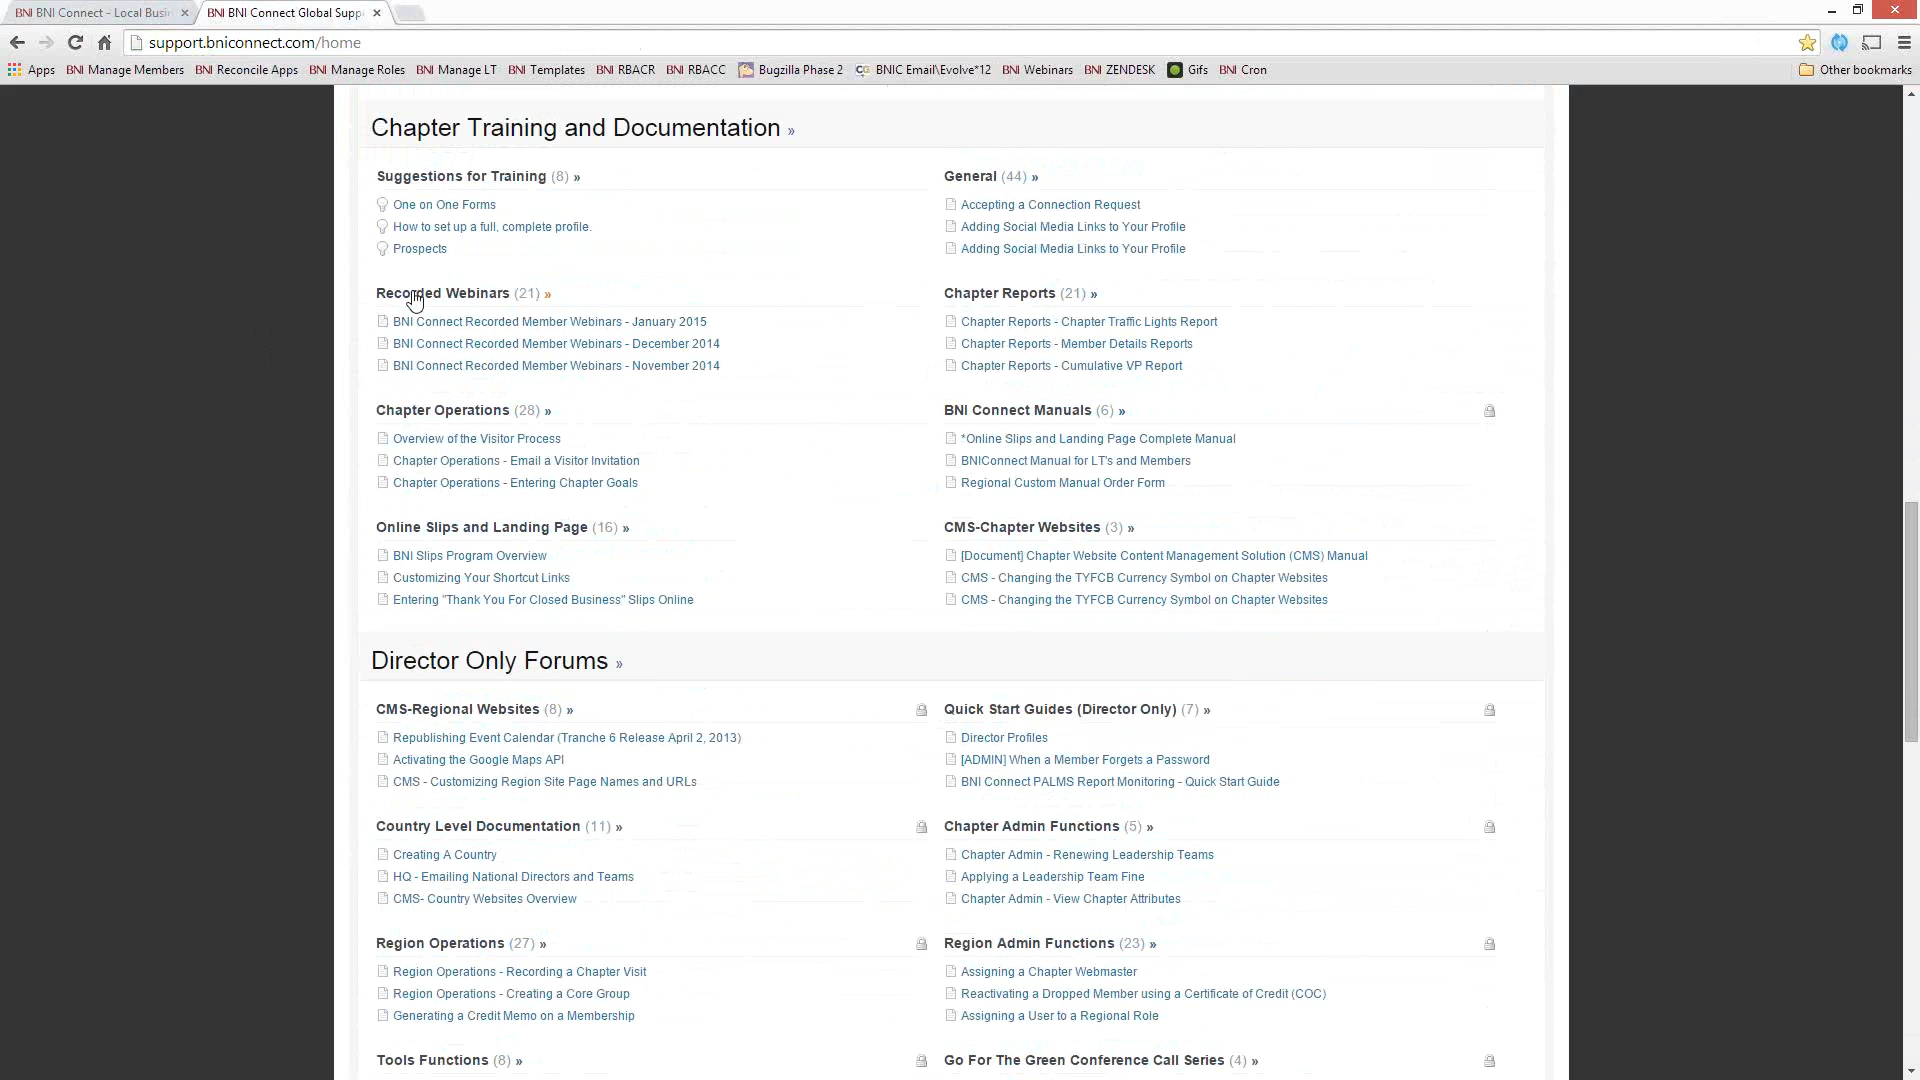 BNI BNI Connect - Local Busin
BNI BNI Connect Global Supp
support.bniconnect.com/home
Apps BNI Manage Members BNI Reconcile Apps BNI Manage Roles BNI Manage LT BNI Templates BNI RBACR BNI RBACC Bugzilla Phase 2 BNIC Email\Evolve*12 BNI Webinars BNI ZENDESK Gifs BNI Cron Other bookmarks
Chapter Training and Documentation »
Suggestions for Training (8) »
One on One Forms
How to set up a full, complete profile.
Prospects
General (44) »
Accepting a Connection Request
Adding Social Media Links to Your Profile
Adding Social Media Links to Your Profile
Recorded Webinars (21) »
BNI Connect Recorded Member Webinars - January 2015
BNI Connect Recorded Member Webinars - December 2014
BNI Connect Recorded Member Webinars - November 2014
Chapter Reports (21) »
Chapter Reports - Chapter Traffic Lights Report
Chapter Reports - Member Details Reports
Chapter Reports - Cumulative VP Report
Chapter Operations (28) »
Overview of the Visitor Process
Chapter Operations - Email a Visitor Invitation
Chapter Operations - Entering Chapter Goals
BNI Connect Manuals (6) »
*Online Slips and Landing Page Complete Manual
BNIConnect Manual for LT's and Members
Regional Custom Manual Order Form
Online Slips and Landing Page (16) »
BNI Slips Program Overview
Customizing Your Shortcut Links
Entering "Thank You For Closed Business" Slips Online
CMS-Chapter Websites (3) »
[Document] Chapter Website Content Management Solution (CMS) Manual
CMS - Changing the TYFCB Currency Symbol on Chapter Websites
CMS - Changing the TYFCB Currency Symbol on Chapter Websites
Director Only Forums »
CMS-Regional Websites (8) »
Republishing Event Calendar (Tranche 6 Release April 2, 2013)
Activating the Google Maps API
CMS - Customizing Region Site Page Names and URLs
Quick Start Guides (Director Only) (7) »
Director Profiles
[ADMIN] When a Member Forgets a Password
BNI Connect PALMS Report Monitoring - Quick Start Guide
Country Level Documentation (11) »
Creating A Country
HQ - Emailing National Directors and Teams
CMS- Country Websites Overview
Chapter Admin Functions (5) »
Chapter Admin - Renewing Leadership Teams
Applying a Leadership Team Fine
Chapter Admin - View Chapter Attributes
Region Operations (27) »
Region Operations - Recording a Chapter Visit
Region Operations - Creating a Core Group
Generating a Credit Memo on a Membership
Region Admin Functions (23) »
Assigning a Chapter Webmaster
Reactivating a Dropped Member using a Certificate of Credit (COC)
Assigning a User to a Regional Role
Tools Functions (8) »
Go For The Green Conference Call Series (4) »